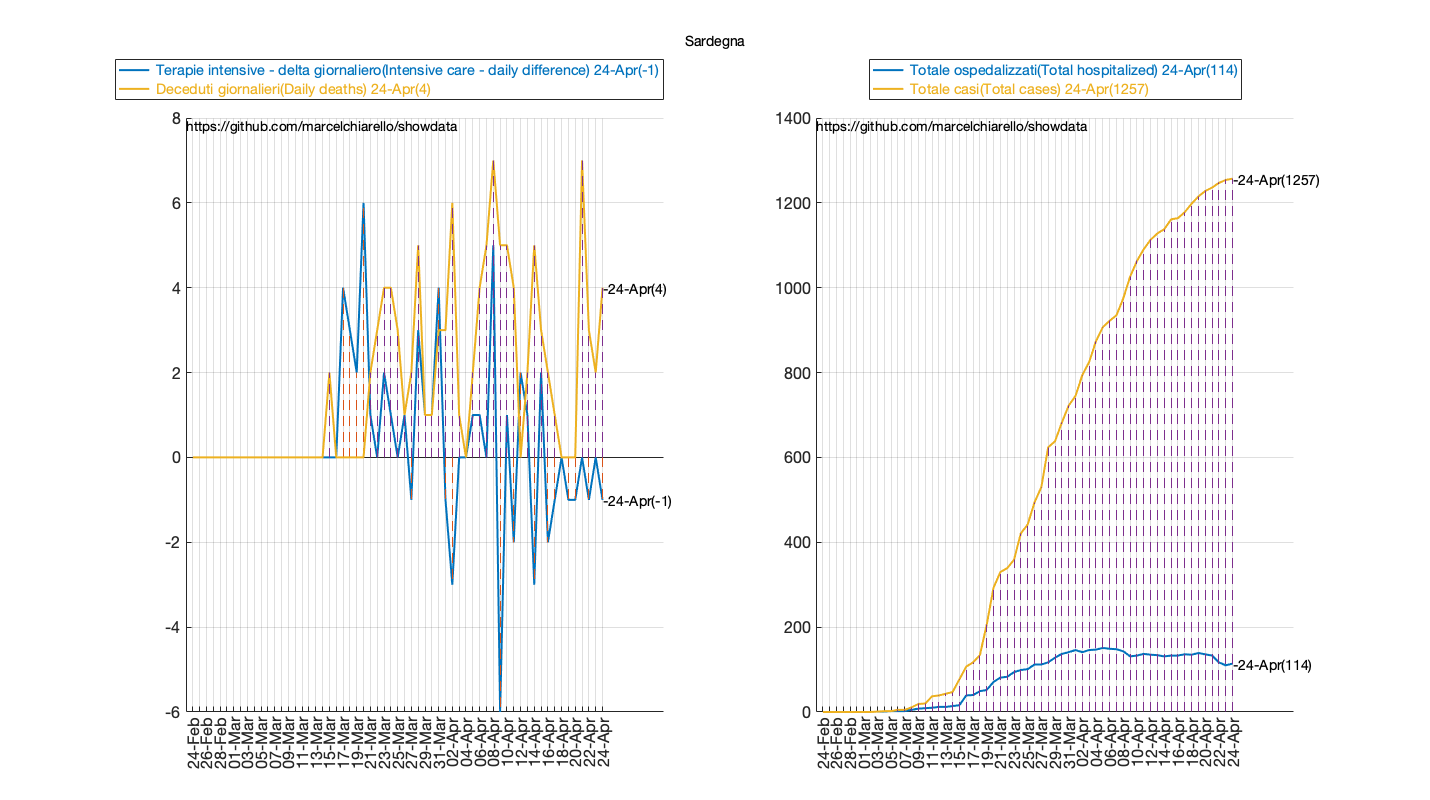 Sardegna
Terapie intensive - delta giornaliero(Intensive care - daily difference) 24-Apr(-1)
Deceduti giornalieri(Daily deaths) 24-Apr(4)
https://github.com/marcelchiarello/showdata
8
6
4
2
0
-2
-4
-6
-24-Apr(4)
-24-Apr(-1)
24-Feb
26-Feb
28-Feb
01-Mar
03-Mar
05-Mar
07-Mar
09-Mar
11-Mar
13-Mar
15-Mar
17-Mar
19-Mar
21-Mar
23-Mar
25-Mar
27-Mar
29-Mar
31-Mar
02-Apr
04-Apr
06-Apr
08-Apr
10-Apr
12-Apr
14-Apr
16-Apr
18-Apr
20-Apr
22-Apr
24-Apr
Totale ospedalizzati(Total hospitalized) 24-Apr(114)
Totale casi(Total cases) 24-Apr(1257)
https://github.com/marcelchiarello/showdata
1400
1200
1000
800
600
400
200
0
-24-Apr(1257)
-24-Apr(114)
24-Feb
26-Feb
28-Feb
01-Mar
03-Mar
05-Mar
07-Mar
09-Mar
11-Mar
13-Mar
15-Mar
17-Mar
19-Mar
21-Mar
23-Mar
25-Mar
27-Mar
29-Mar
31-Mar
02-Apr
04-Apr
06-Apr
08-Apr
10-Apr
12-Apr
14-Apr
16-Apr
18-Apr
20-Apr
22-Apr
24-Apr